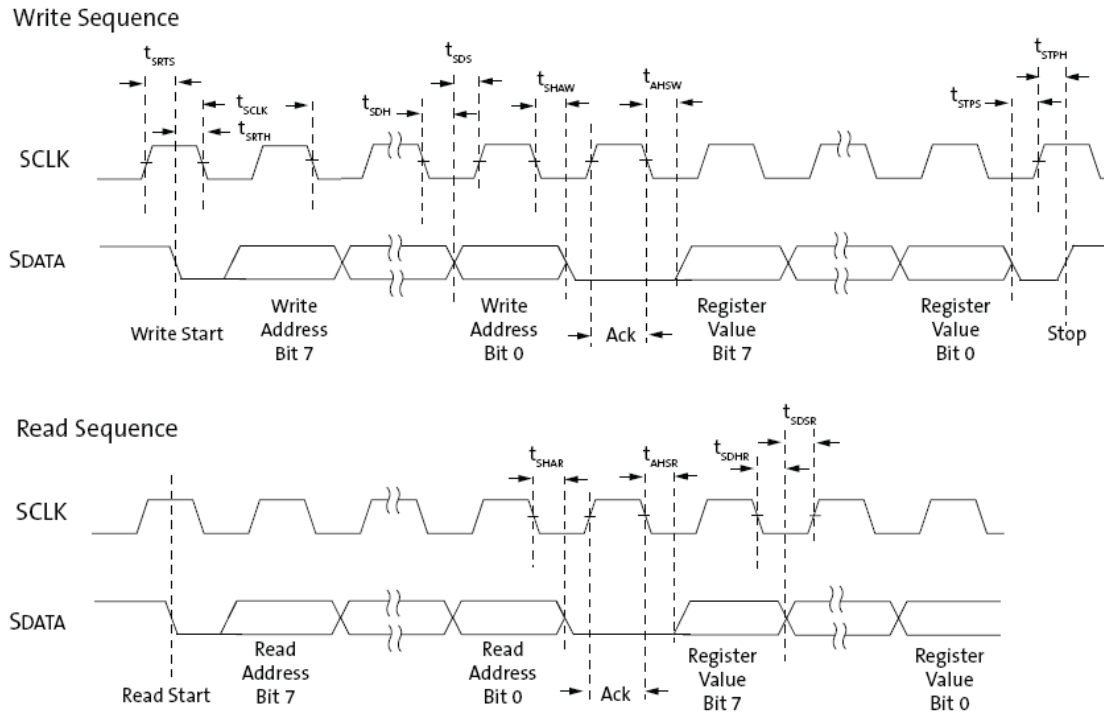 Write Sequence
tSRTS
tSDS
tSTPH
tSHAW
tAHSW
tSCLK
tSTPS
tSDH
tSRTH
SCLK
SDATA
Write Start
Write
Address
Bit 7
Write
Address
Bit 0
Ack
Register
Value
Bit 7
Register
Value
Bit 0
Stop
Read Sequence
tSDSR
tSHAR
tAHSR
tSDHR
SCLK
SDATA
Read Start
Read
Address
Bit 7
Read
Address
Bit 0
Ack
Register
Value
Bit 7
Register
Value
Bit 0